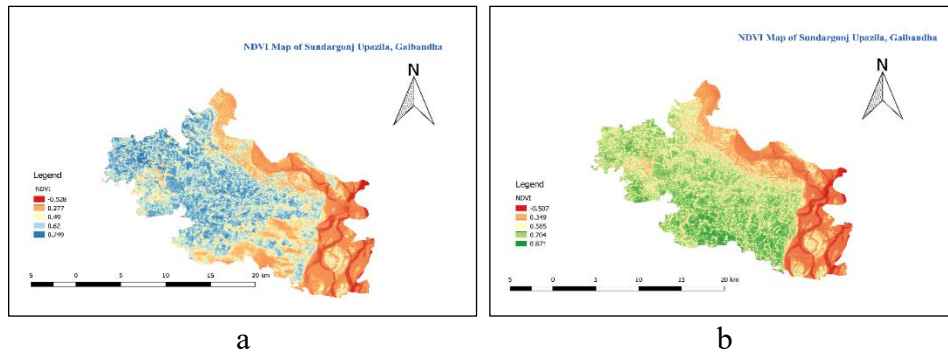 NDVI Map of Sundargonj Upazila, Gaibandha
N
Legend
NDVI
-0.528
0.277
0.49
0.62
0.749
5 0 5 10 15 20 km
a
NDVI Map of Sundargonj Upazila, Gaibandha
N
Legend
NDVI
-0.507
0.349
0.585
0.704
0.871
5 0 5 10 15 20 km
b